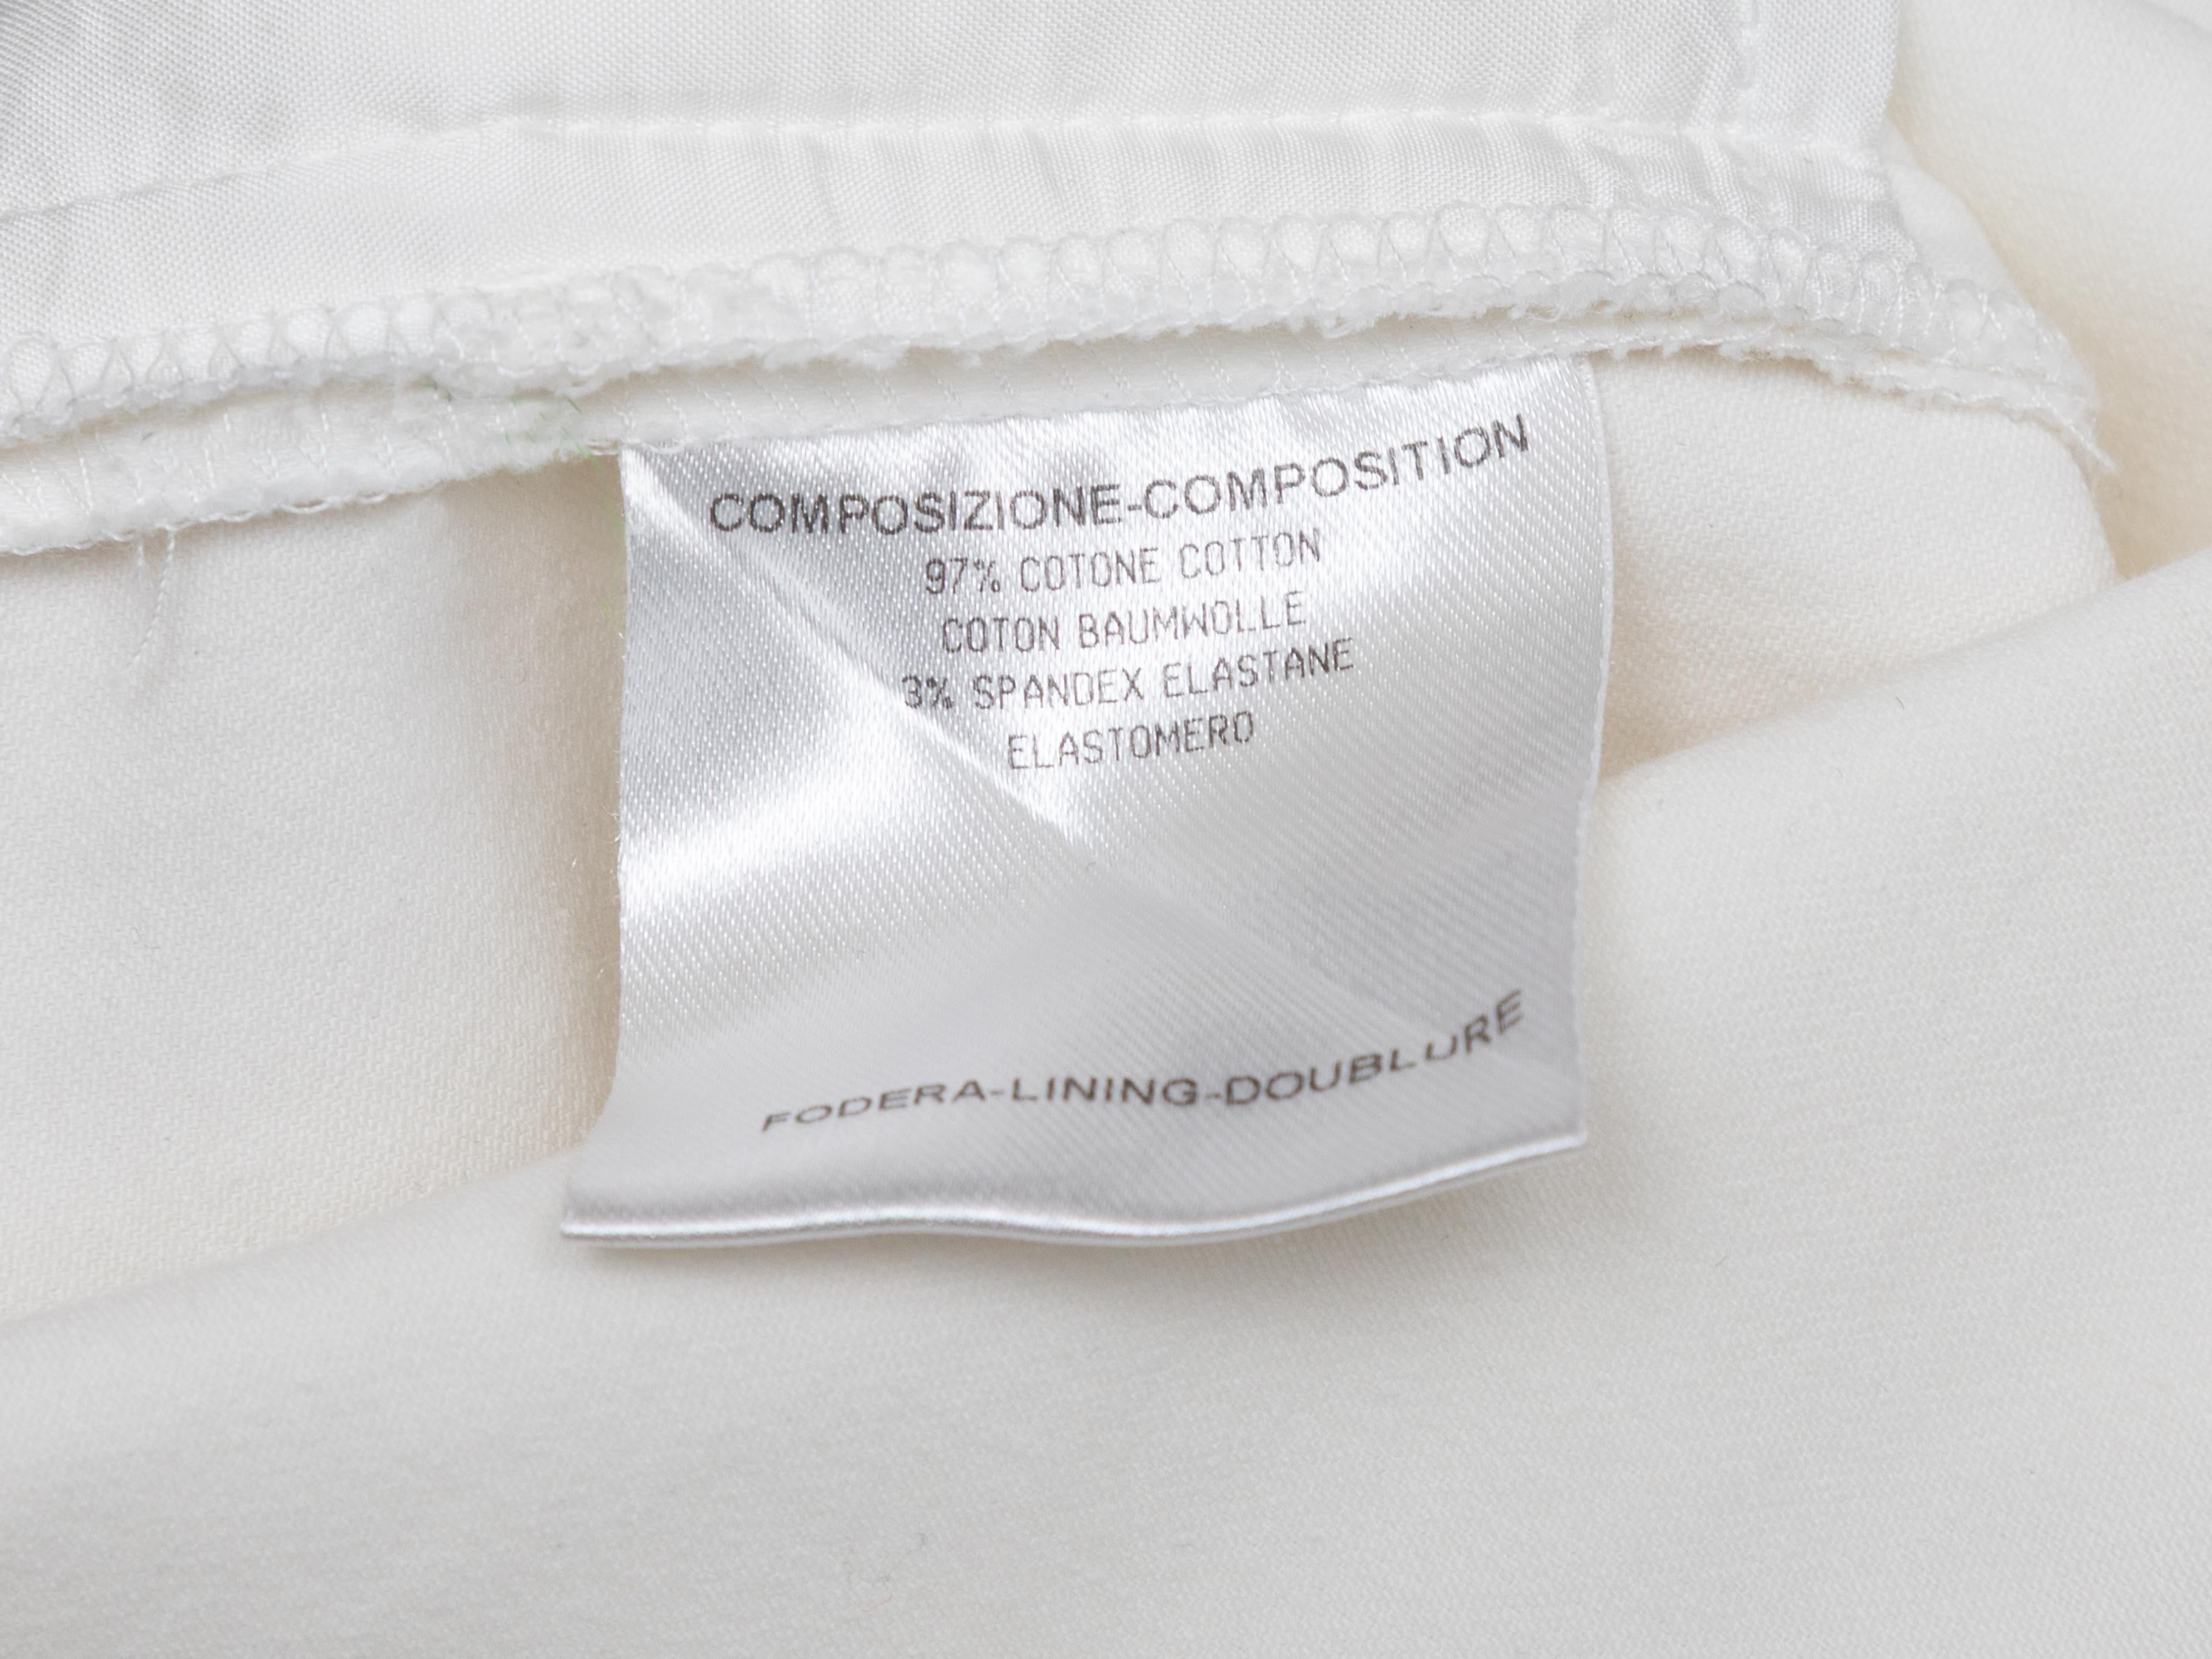 COMPOSIZIONE-COMPOSITION
97% COTONE COTTON
COTON BAUMWOLLE
3% SPANDEX ELASTANE
ELASTOMERO
FODERA-LINING-DOUBLURE